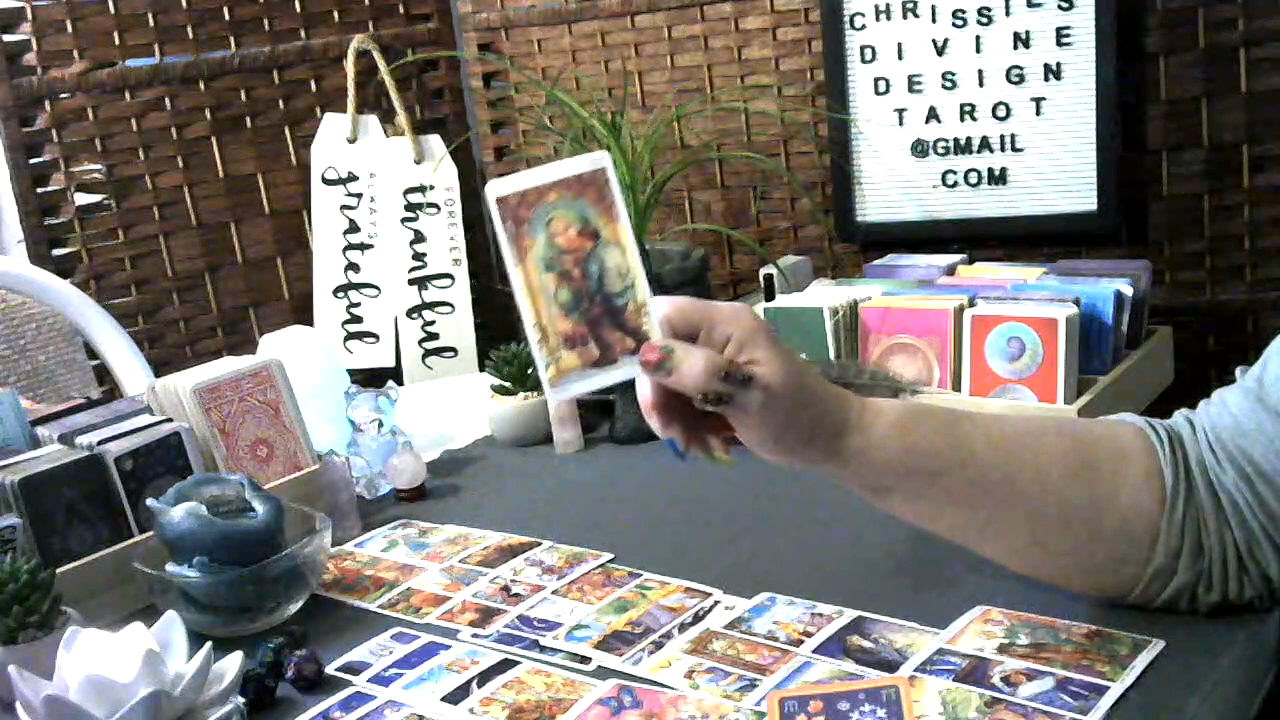 ALWAYS
grateful
FOREVER
thankful
CHRISSIES
DIVINE
DESIGN
TAROT
@GMAIL
.COM